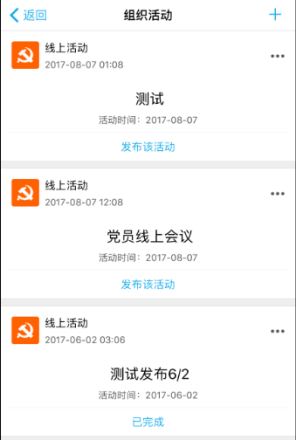 返回
组织活动
线上活动
2017-08-07 01:08
测试
活动时间：2017-08-07
发布该活动
线上活动
2017-08-07 12:08
党员线上会议
活动时间：2017-08-07
发布该活动
线上活动
2017-06-02 03:06
测试发布6/2
活动时间：2017-06-02
已完成